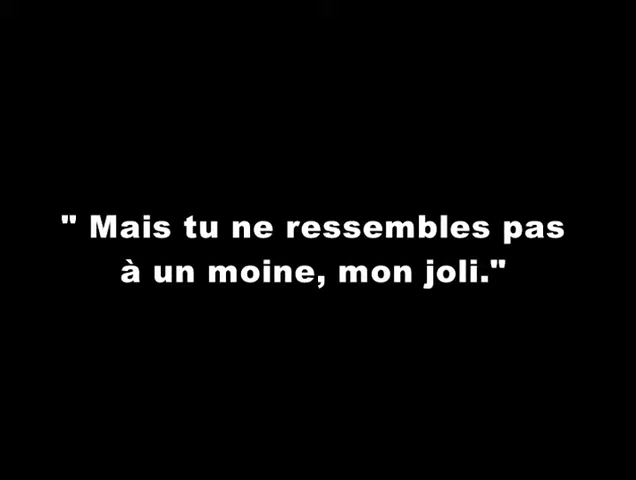 " Mais tu ne ressembles pas
à un moine, mon joli."